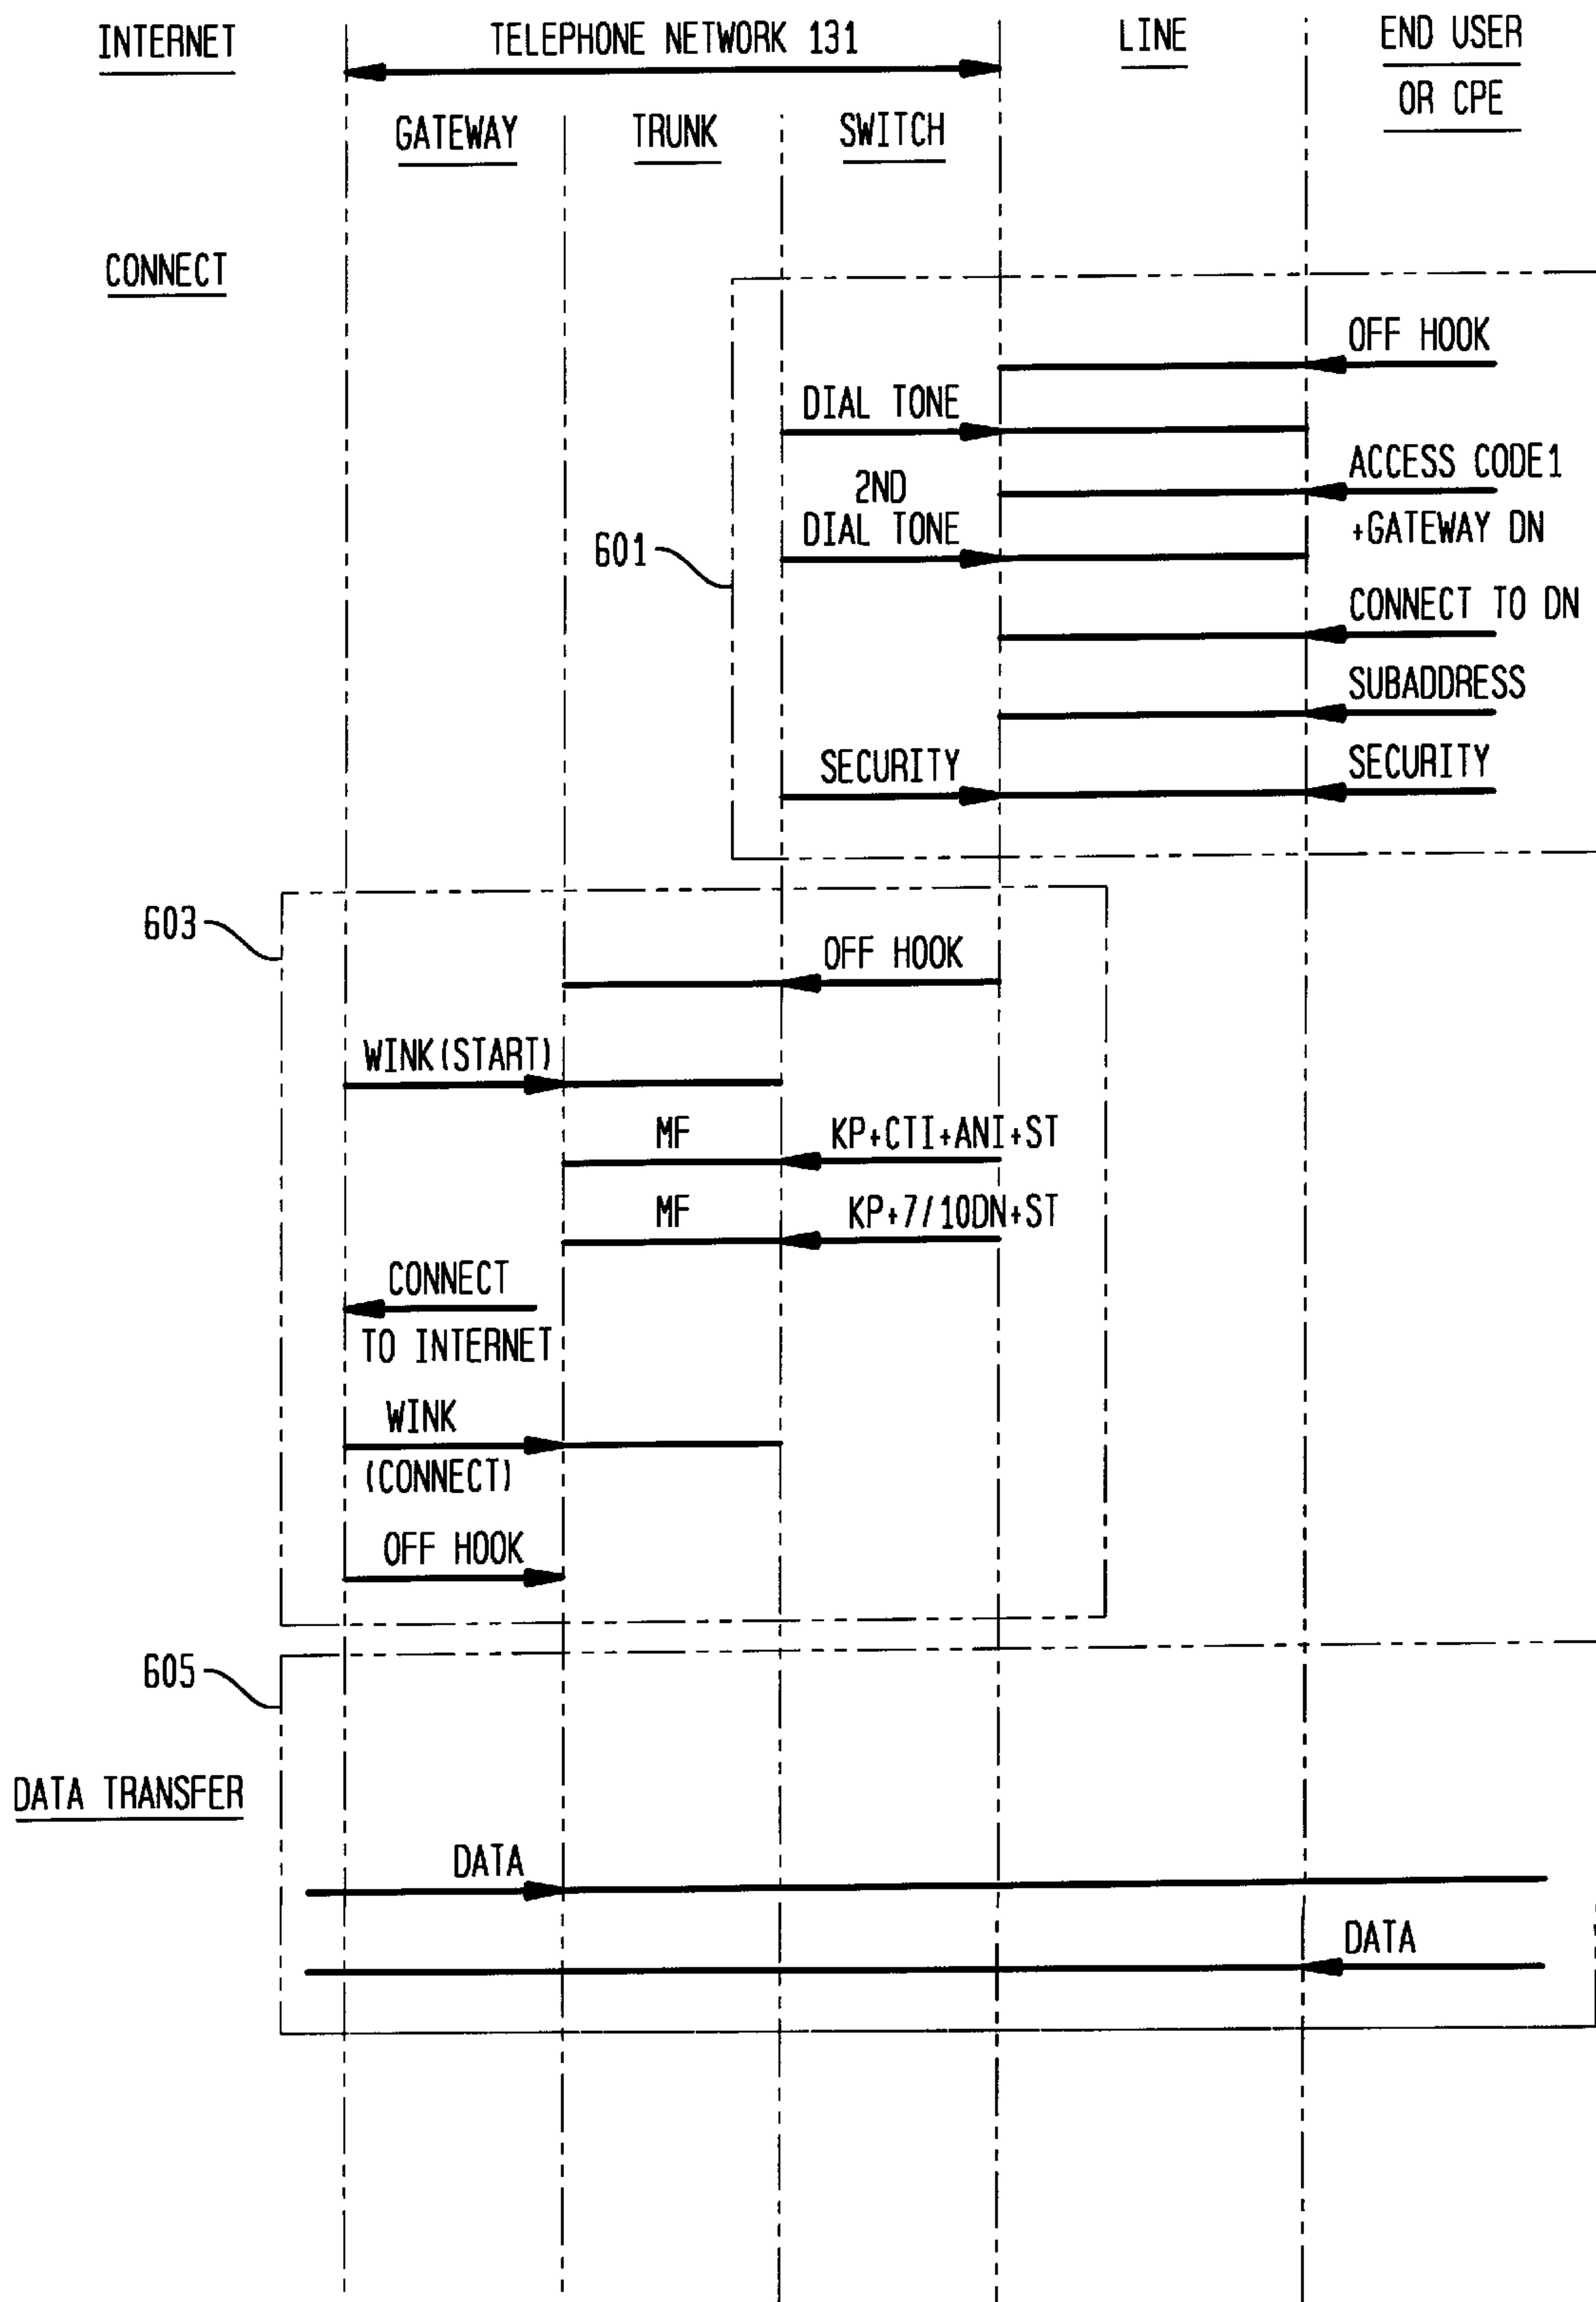 INTERNET
TELEPHONE NETWORK 131
LINE
END USER
OR CPE
GATEWAY
TRUNK
SWITCH
CONNECT
OFF HOOK
DIAL TONE
ACCESS CODE1
+GATEWAY DN
2ND
DIAL TONE
601
CONNECT TO DN
SUBADDRESS
SECURITY
SECURITY
603
OFF HOOK
WINK(START)
MF
KP+CTI+ANI+ST
MF
KP+7/10DN+ST
CONNECT
TO INTERNET
WINK
(CONNECT)
OFF HOOK
605
DATA TRANSFER
DATA
DATA